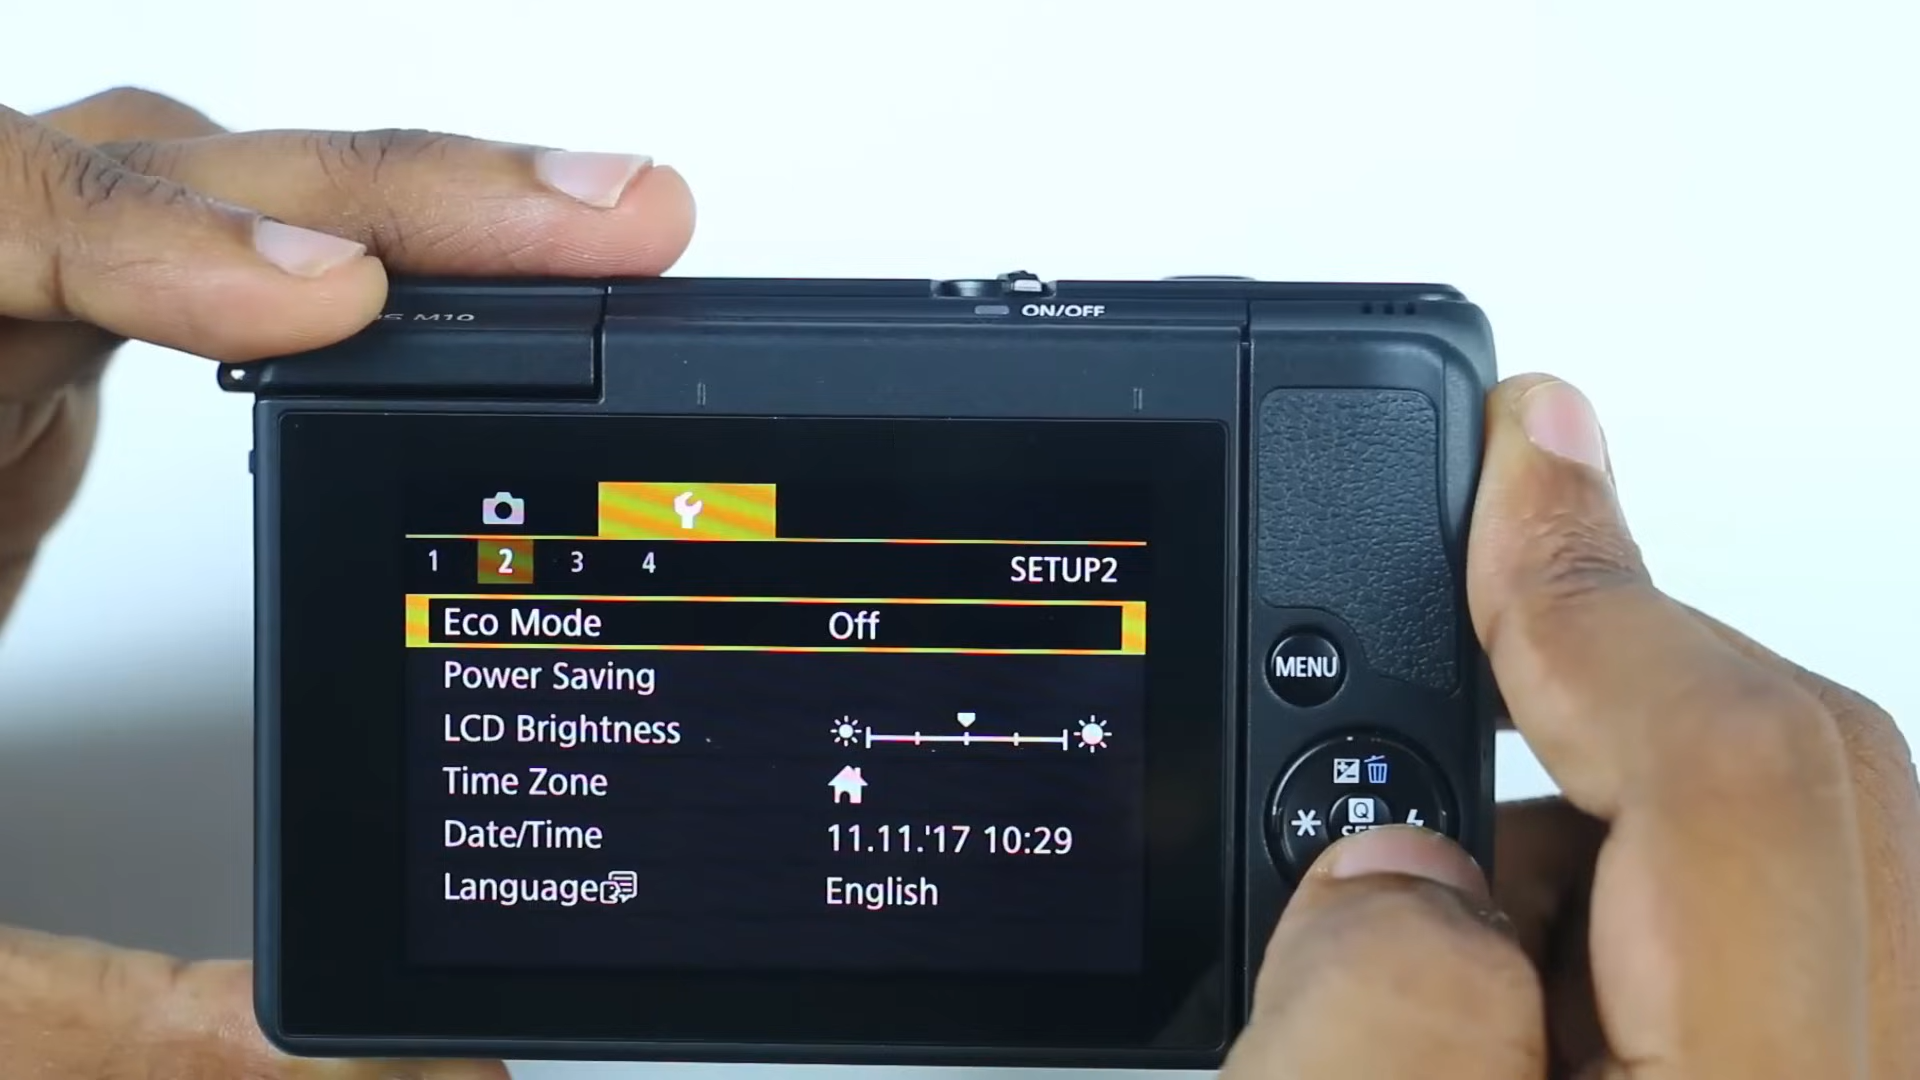 M10
ON/OFF
1 2 3 4 SETUP2
Eco Mode Off
Power Saving
LCD Brightness
Time Zone
Date/Time 11.11.'17 10:29
Language English
MENU
Q